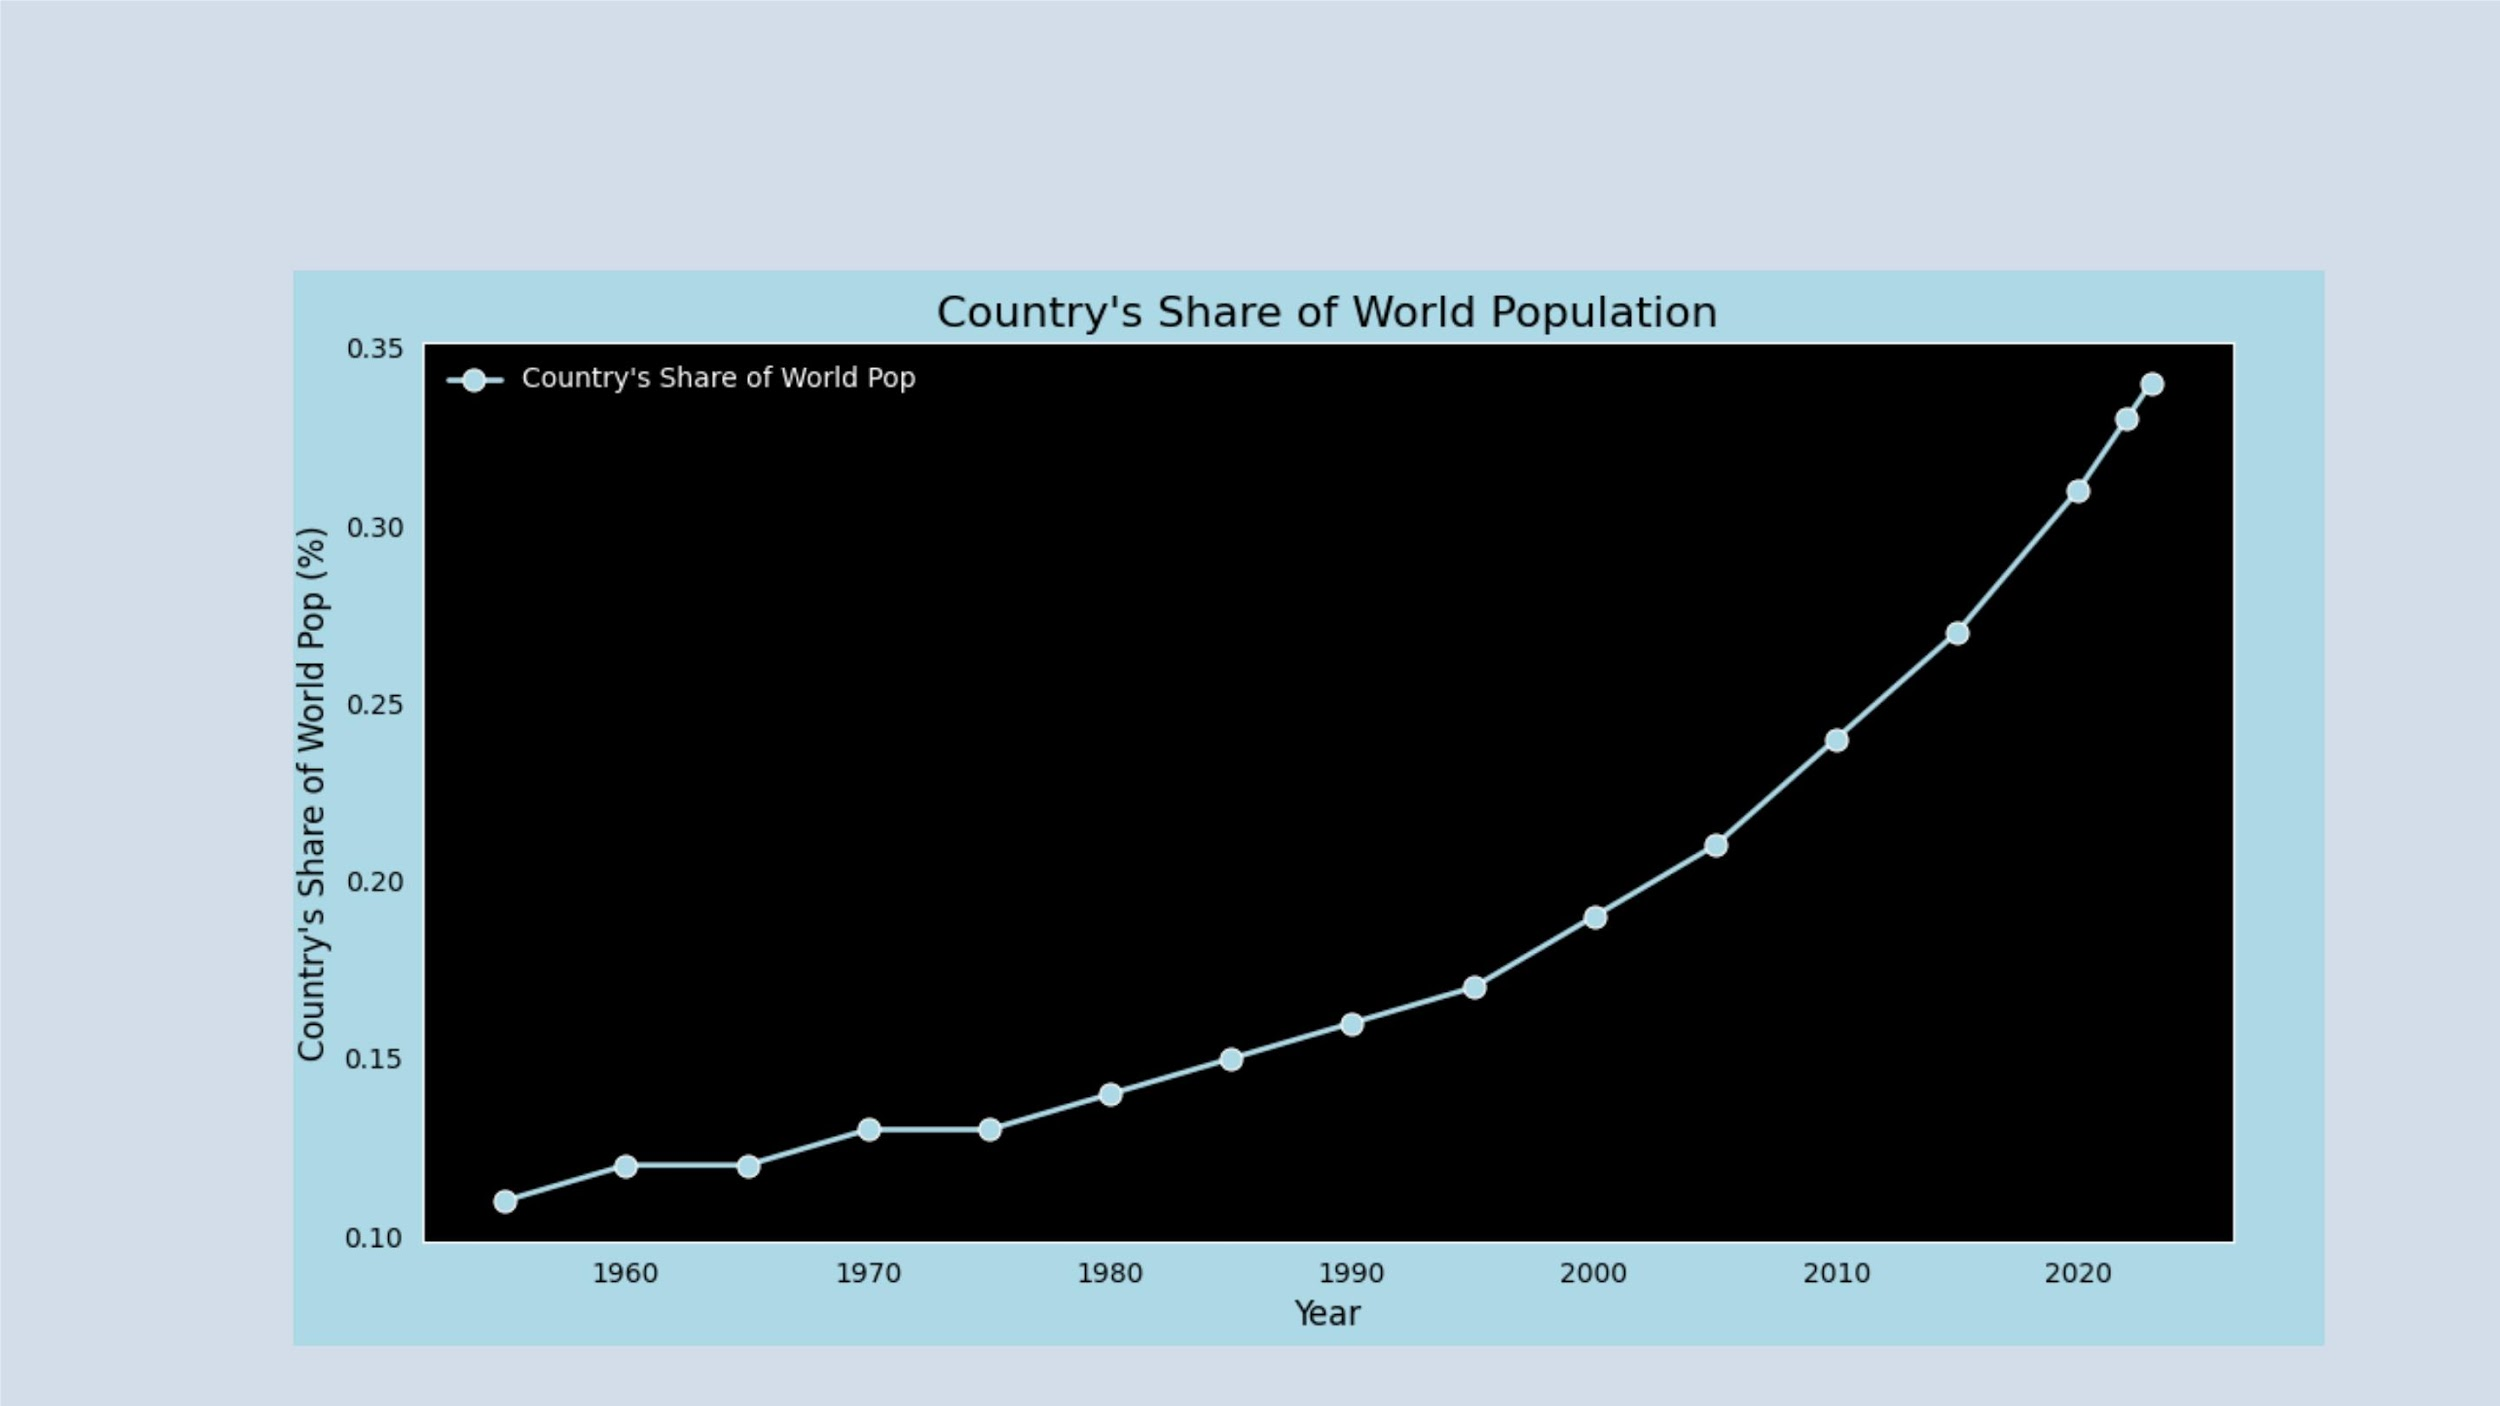 Country's Share of World Population
Country's Share of World Pop
Country's Share of World Pop (%)
0.35
0.30
0.25
0.20
0.15
0.10
1960 1970 1980 1990 2000 2010 2020
Year